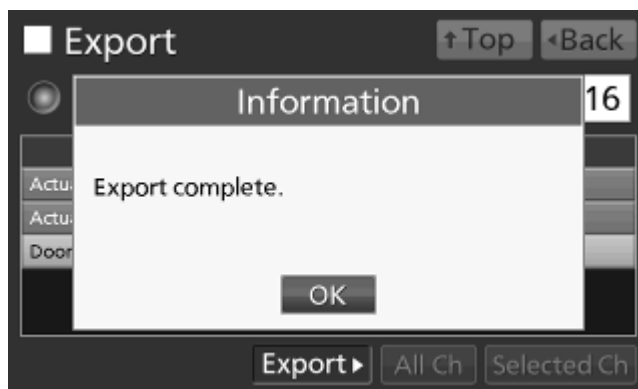 Export
↑Top
◂Back
Information
16
Actu
Export complete.
Actu
Door
OK
Export▸
All Ch
Selected Ch